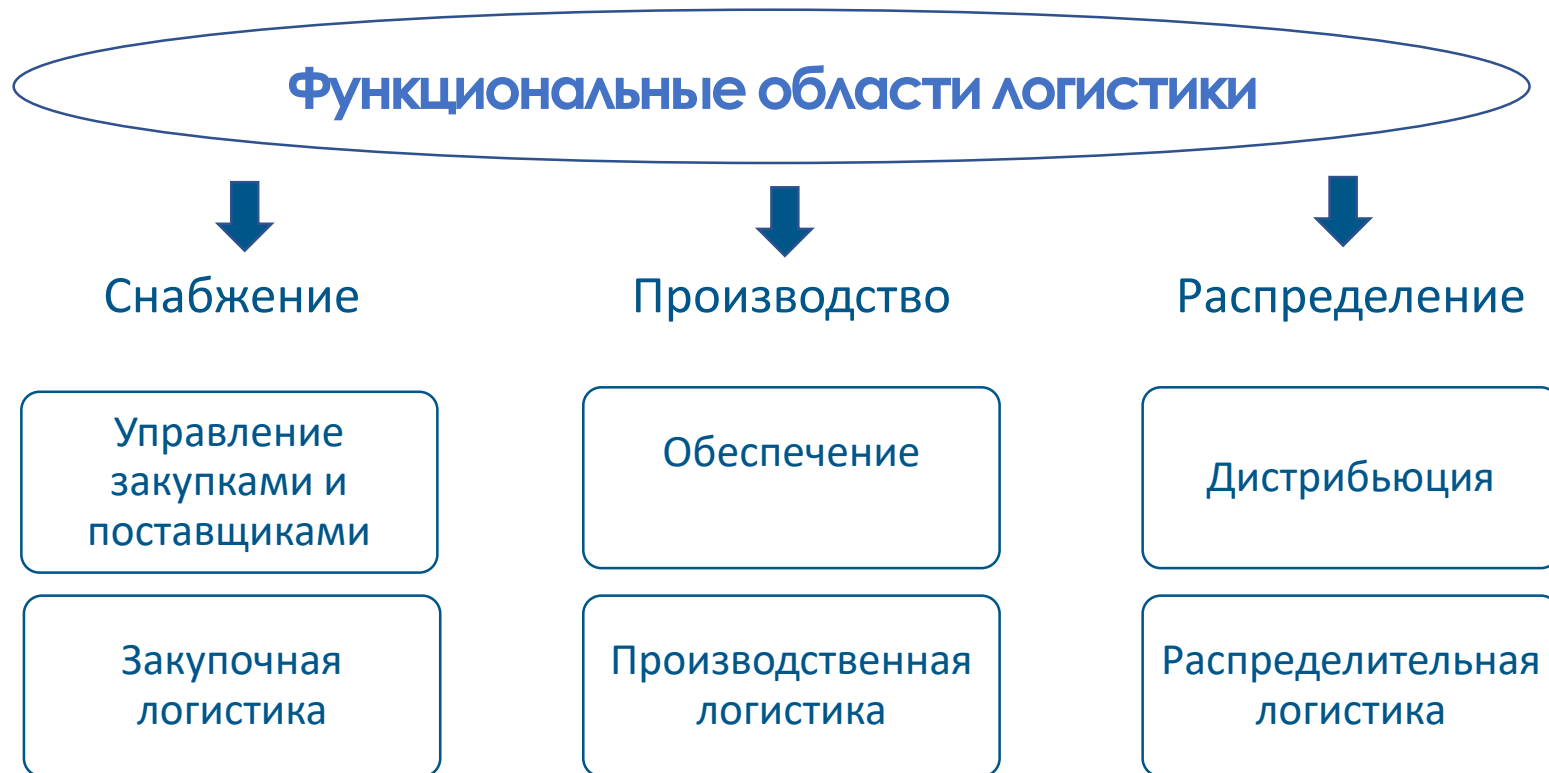 Функциональные области логистики
Снабжение
Производство
Распределение
Управление
закупками и
поставщиками
Обеспечение
Дистрибьюция
Закупочная
логистика
Производственная
логистика
Распределительная
логистика